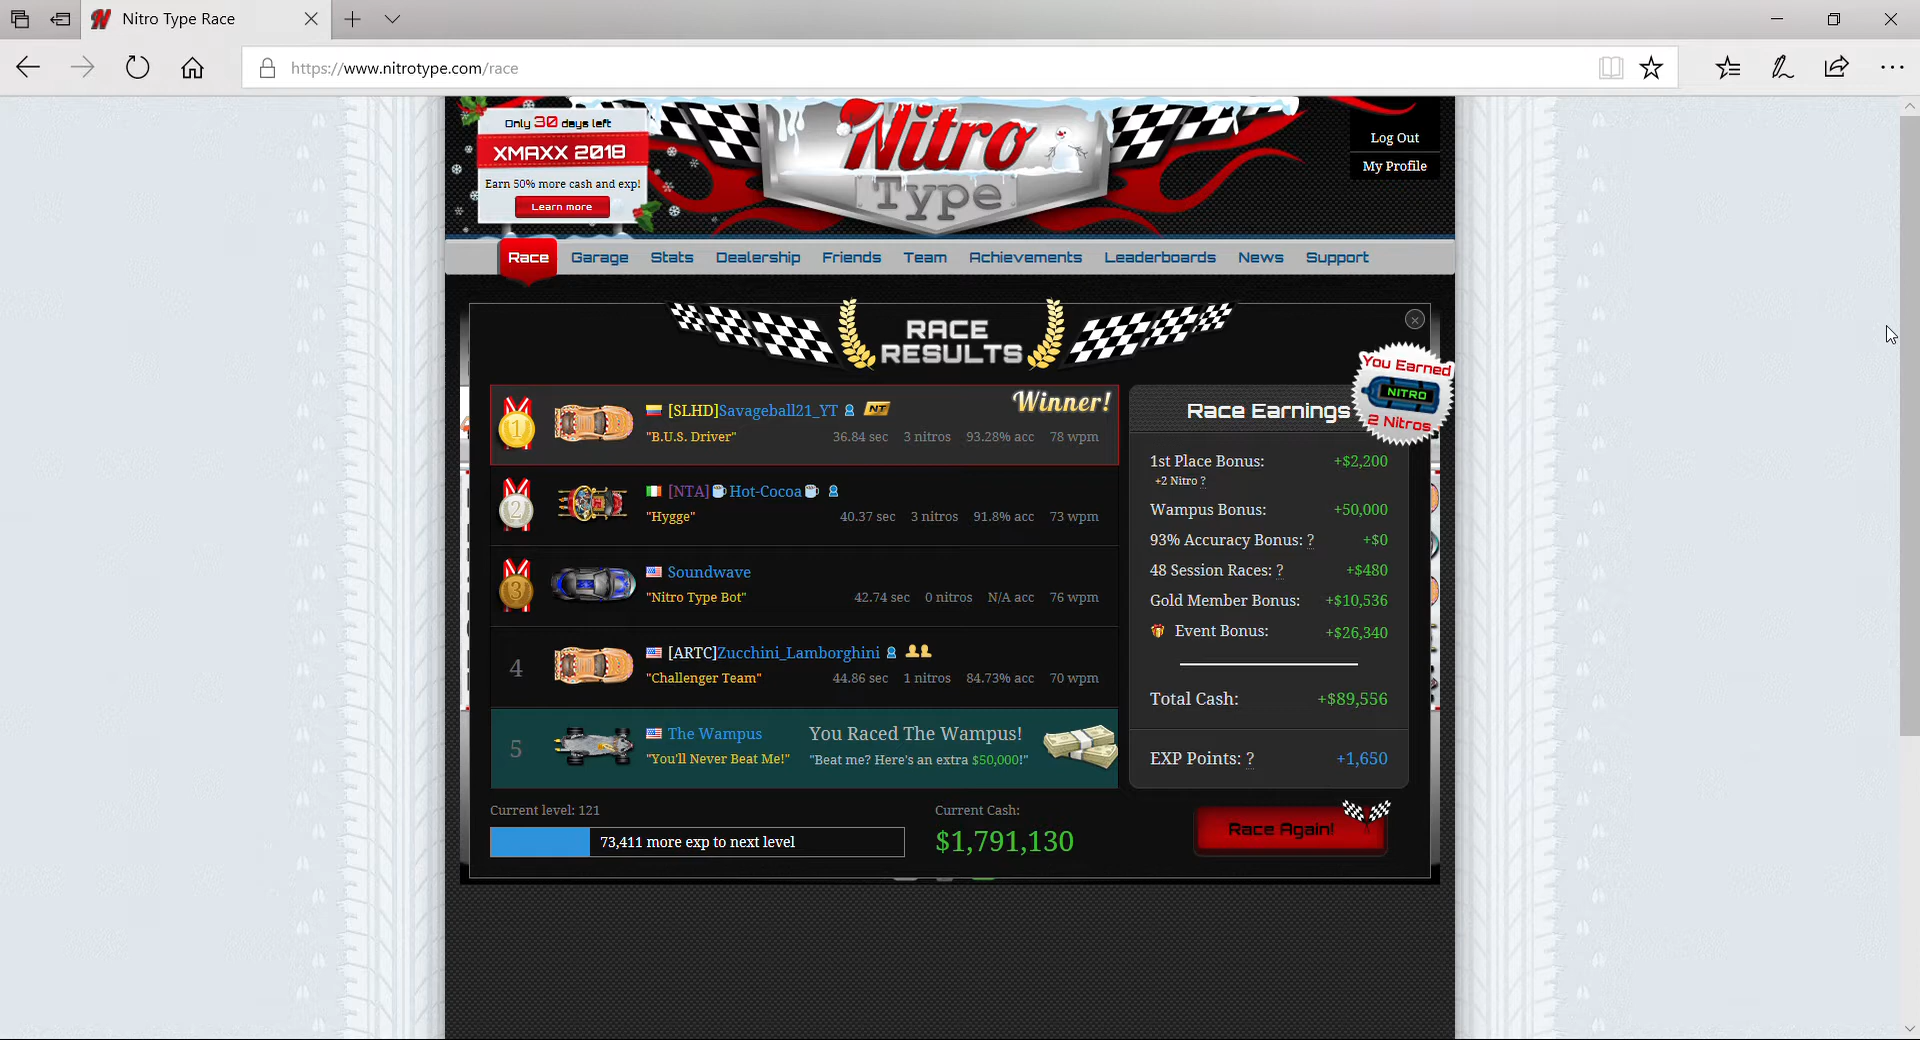 Nitro Type Race
https://www.nitrotype.com/race
Only 30 days left
XMAXX 2018
Earn 50% more cash and exp!
Learn more
Nitro
Type
Log Out
My Profile
Race Garage Stats Dealership Friends Team Achievements Leaderboards News Support
RACE
RESULTS
1
[SLHD]Savageball21_YT NT
Winner!
"B.U.S. Driver" 36.84 sec 3 nitros 93.28% acc 78 wpm
2
[NTA]☕Hot-Cocoa☕
"Hygge" 40.37 sec 3 nitros 91.8% acc 73 wpm
3
Soundwave
"Nitro Type Bot" 42.74 sec 0 nitros N/A acc 76 wpm
4
[ARTC]Zucchini_Lamborghini
"Challenger Team" 44.86 sec 1 nitros 84.73% acc 70 wpm
5
The Wampus You Raced The Wampus!
"You'll Never Beat Me!" "Beat me? Here's an extra $50,000!"
You Earned
NITRO
2 Nitros
Race Earnings
1st Place Bonus: +$2,200
+2 Nitro ?
Wampus Bonus: +50,000
93% Accuracy Bonus: ? +$0
48 Session Races: ? +$480
Gold Member Bonus: +$10,536
Event Bonus: +$26,340
Total Cash: +$89,556
EXP Points: ? +1,650
Current level: 121
73,411 more exp to next level
Current Cash:
$1,791,130
Race Again!